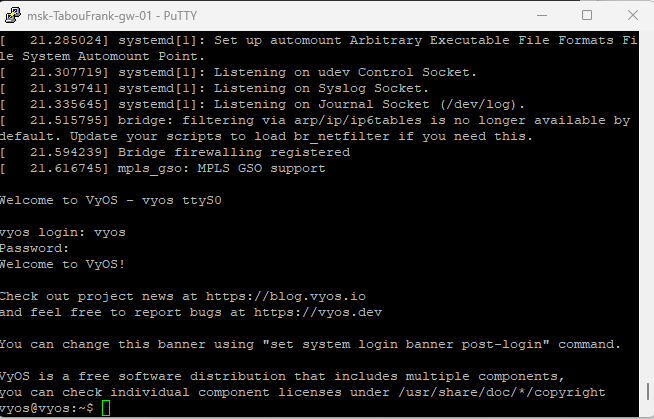 msk-TabouFrank-gw-01 - PuTTY
[   21.285024] systemd[1]: Set up automount Arbitrary Executable File Formats Fi
le System Automount Point.
[   21.307719] systemd[1]: Listening on udev Control Socket.
[   21.319741] systemd[1]: Listening on Syslog Socket.
[   21.335645] systemd[1]: Listening on Journal Socket (/dev/log).
[   21.515795] bridge: filtering via arp/ip/ip6tables is no longer available by
default. Update your scripts to load br_netfilter if you need this.
[   21.594239] Bridge firewalling registered
[   21.616745] mpls_gso: MPLS GSO support
Welcome to VyOS - vyos ttyS0
vyos login: vyos
Password:
Welcome to VyOS!
Check out project news at https://blog.vyos.io
and feel free to report bugs at https://vyos.dev
You can change this banner using "set system login banner post-login" command.
VyOS is a free software distribution that includes multiple components,
you can check individual component licenses under /usr/share/doc/*/copyright
vyos@vyos:~$